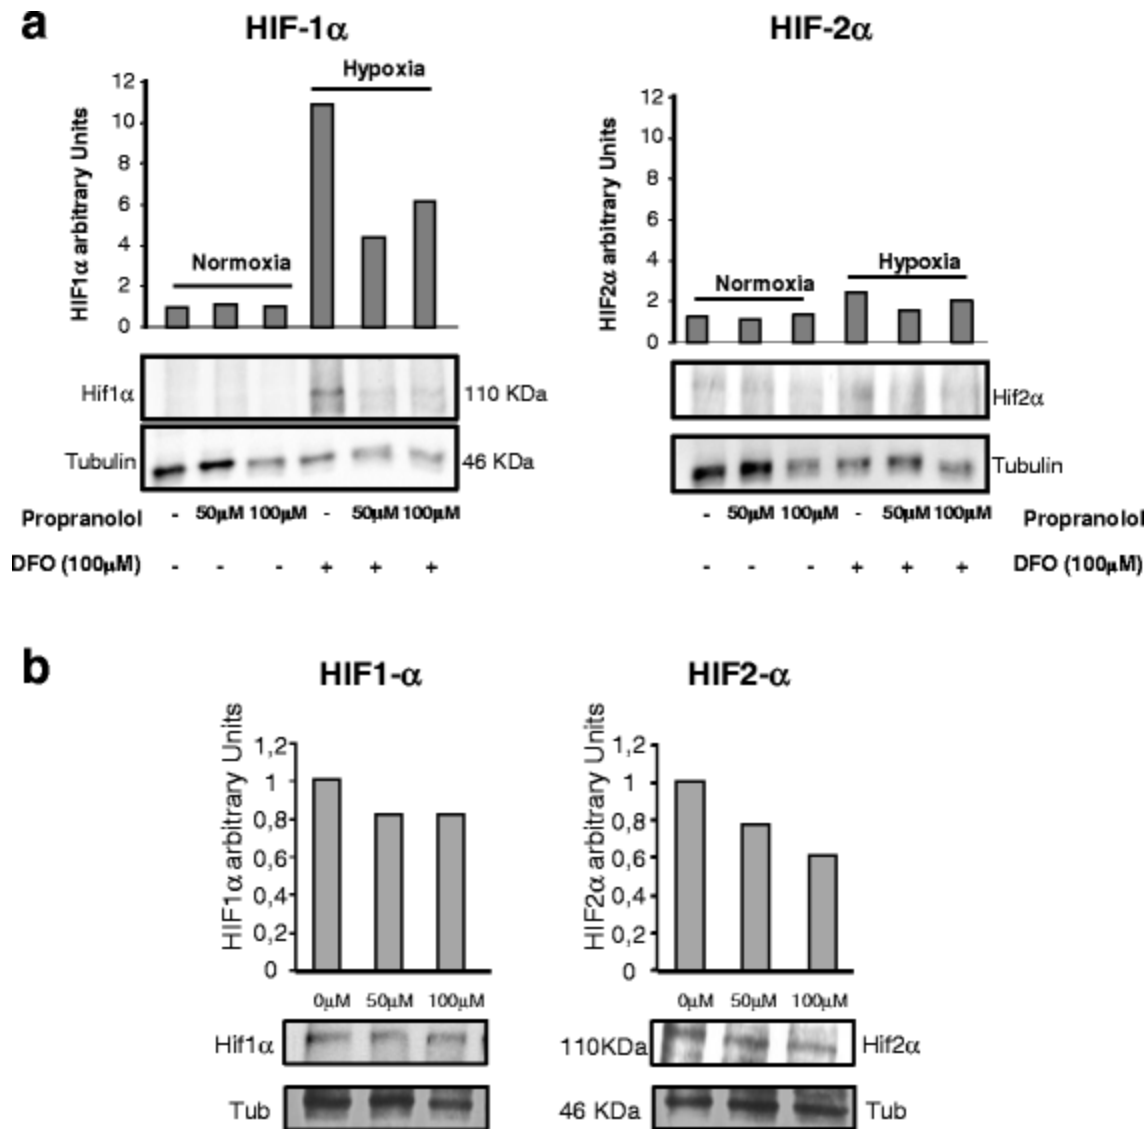 a
HIF-1α
HIF-2α
Hypoxia
Normoxia
HIF1α arbitrary Units
12
10
8
6
4
2
0
Hypoxia
Normoxia
HIF2α arbitrary Units
12
10
8
6
4
2
0
Hif1α
110 KDa
Hif2α
Tubulin
46 KDa
Tubulin
Propranolol - 50µM 100µM - 50µM 100µM
- 50µM 100µM - 50µM 100µM Propranolol
DFO (100µM) - - - + + +
- - - + + + DFO (100µM)
b
HIF1-α
HIF2-α
HIF1α arbitrary Units
1,2
1
0,8
0,6
0,4
0,2
0
0µM 50µM 100µM
HIF2α arbitrary Units
1,2
1
0,8
0,6
0,4
0,2
0
0µM 50µM 100µM
Hif1α
110KDa
Hif2α
Tub
46 KDa
Tub